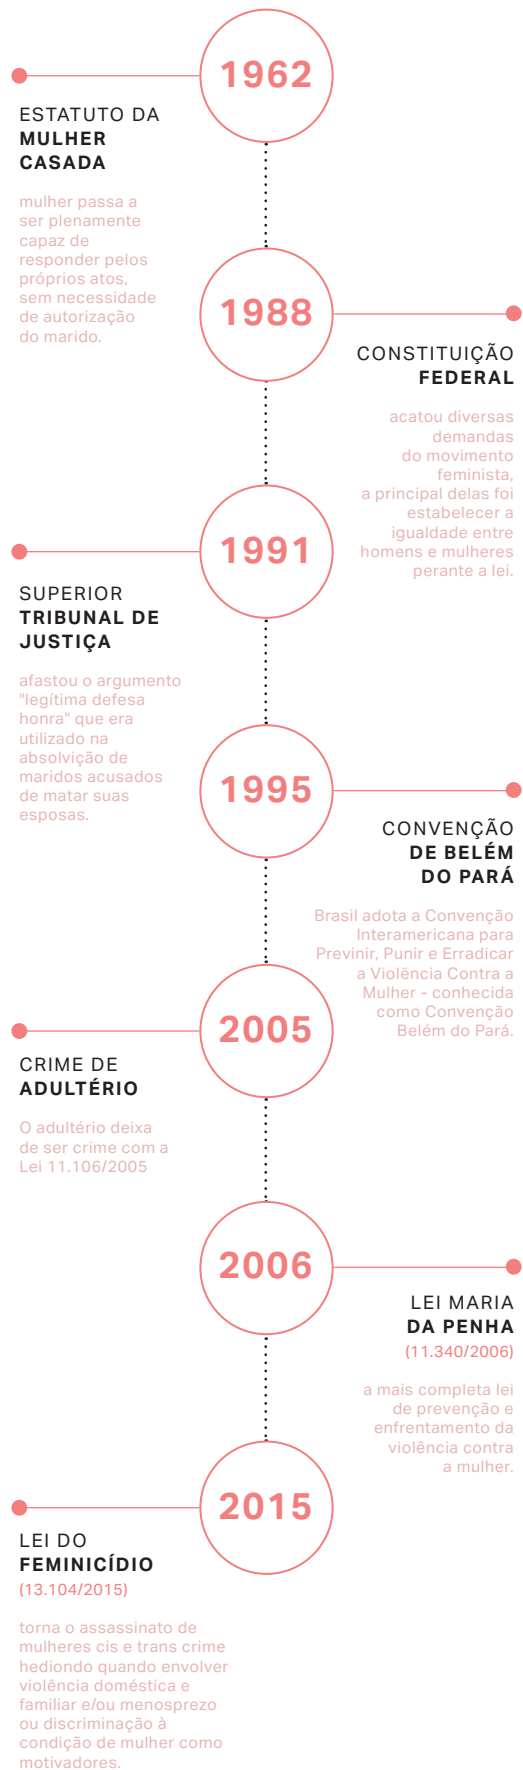 1962
ESTATUTO DA
MULHER
CASADA
mulher passa a
ser plenamente
capaz de
responder pelos
próprios atos,
sem necessidade
de autorização
do marido.
1988
CONSTITUIÇÃO
FEDERAL
acatou diversas
demandas
do movimento
feminista,
a principal delas foi
estabelecer a
igualdade entre
homens e mulheres
perante a lei.
1991
SUPERIOR
TRIBUNAL DE
JUSTIÇA
afastou o argumento
"legítima defesa
honra" que era
utilizado na
absolvição de
maridos acusados
de matar suas
esposas.
1995
CONVENÇÃO
DE BELÉM
DO PARÁ
Brasil adota a Convenção
Interamericana para
Previnir, Punir e Erradicar
a Violëncia Contra a
Mulher - conhecida
como Convenção
Belém do Pará.
2005
CRIME DE
ADULTÉRIO
O adultério deixa
de ser crime com a
Lei 11.106/2005
2006
LEI MARIA
DA PENHA
(11.340/2006)
a mais completa lei
de prevenção e
enfrentamento da
violência contra
a mulher.
2015
LEI DO
FEMINICÍDIO
(13.104/2015)
torna o assassinato de
mulheres cis e trans crime
hediondo quando envolver
violência doméstica e
familiar e/ou menosprezo
ou discriminação à
condição de mulher como
motivadores.